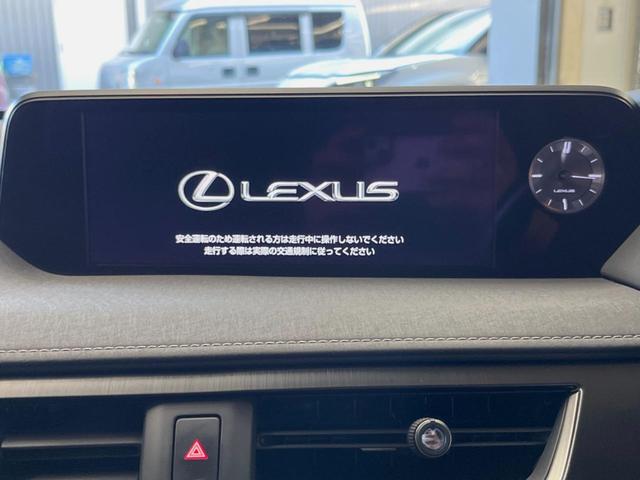 LEXUS
安全運転のため運転される方は走行中に操作しないでください
走行する際は実際の交通規制に従ってください
LEXUS